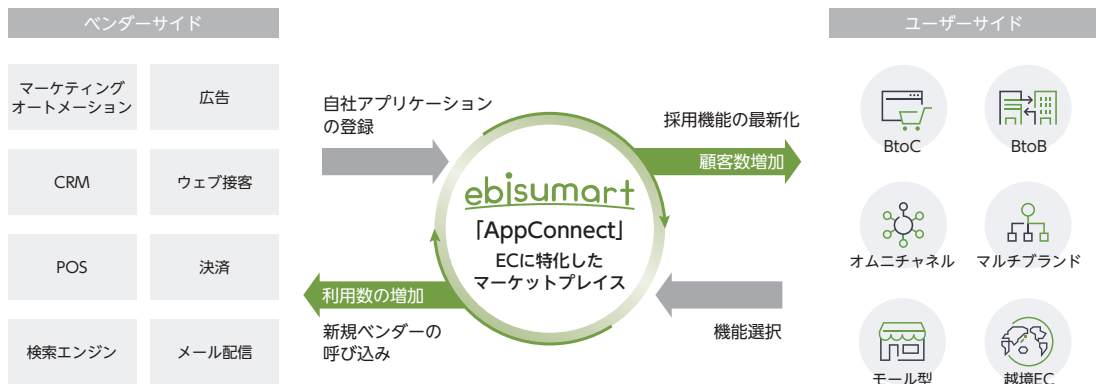 ベンダーサイド
マーケティング
オートメーション
広告
CRM
ウェブ接客
POS
決済
検索エンジン
メール配信
自社アプリケーション
の登録
利用数の増加
新規ベンダーの
呼び込み
ebisumart
「AppConnect」
ECに特化した
マーケットプレイス
採用機能の最新化
顧客数増加
機能選択
ユーザーサイド
BtoC
BtoB
オムニチャネル
マルチブランド
モール型
越境EC